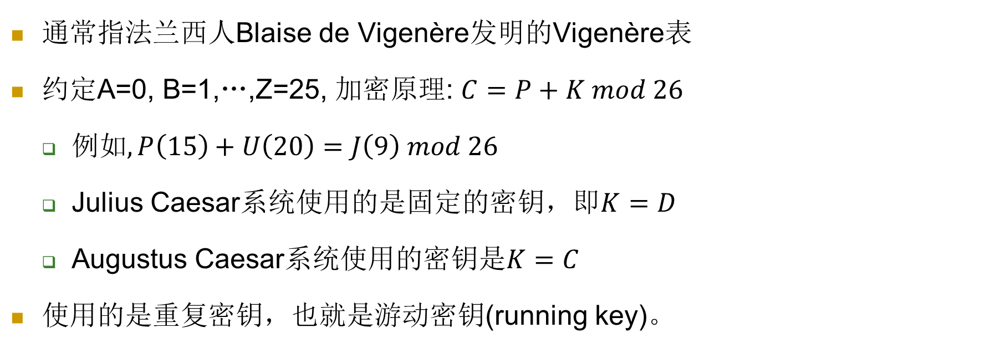 通常指法兰西人Blaise de Vigenère发明的Vigenère表
约定A=0, B=1,⋯,Z=25, 加密原理: C = P + K mod 26
例如, P(15) + U(20) = J(9) mod 26
Julius Caesar系统使用的是固定的密钥，即K = D
Augustus Caesar系统使用的密钥是K = C
使用的是重复密钥，也就是游动密钥(running key)。